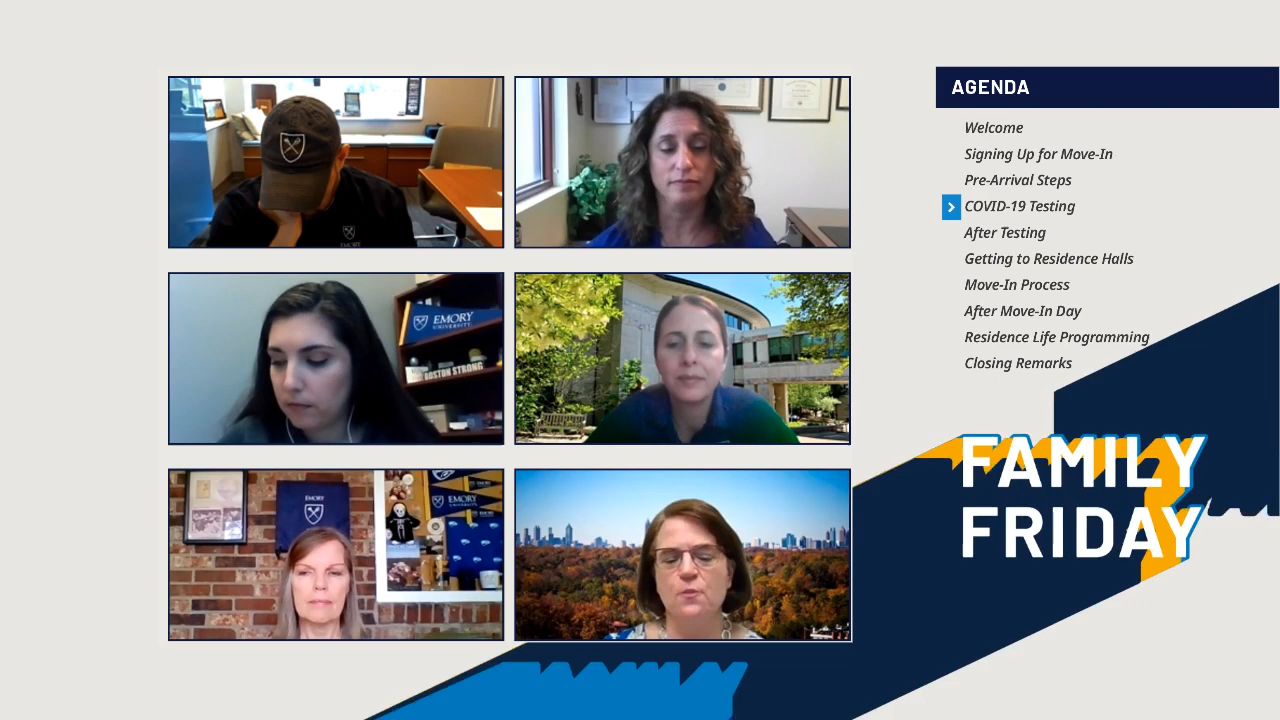 AGENDA
Welcome
Signing Up for Move-In
Pre-Arrival Steps
COVID-19 Testing
After Testing
Getting to Residence Halls
Move-In Process
After Move-In Day
Residence Life Programming
Closing Remarks
EMORY
EMORY
UNIVERSITY
BOSTON STRONG
EMORY
EMORY
FAMILY
FRIDAY